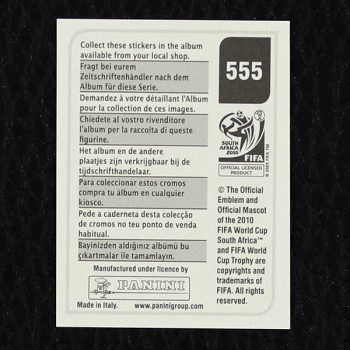 Collect these stickers in the album
available from your local shop.
Fragt bei eurem
Zeitschriftenhändler nach dem
Album für diese Serie.
Demandez à votre détaillant l'Album
pour la collection de ces images.
Chiedete al vostro rivenditore
l'album per la raccolta di queste
figurine.
Het album en de andere
plaatjes zijn verkrijgbaar bij de
tijdschrifthandelaar.
Para coleccionar estos cromos
compra tu álbum en cualquier
kiosco.
Pede a caderneta desta colecção
de cromos no teu ponto de venda
habitual.
Bayinizden aldığınız albümü bu
çıkartmalar ile tamamlayın.
Manufactured under licence by
PANINI
Made in Italy. www.paninigroup.com
555
SOUTH AFRICA
2010
FIFA
© 2005 FIFA TM
OFFICIAL LICENSED
PRODUCT
© The Official
Emblem and
Official Mascot
of the 2010
FIFA World Cup
South Africa™ and
FIFA World Cup
Trophy are
copyrights and
trademarks of
FIFA. All rights
reserved.